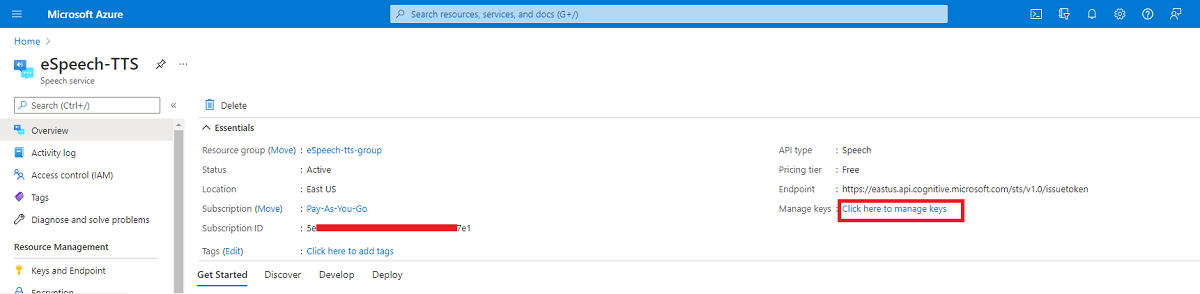 Microsoft Azure
Search resources, services, and docs (G+/)
Home >
eSpeech-TTS
Speech service
Search (Ctrl+/)
«
Overview
Activity log
Access control (IAM)
Tags
Diagnose and solve problems
Resource Management
Keys and Endpoint
Encryption
Delete
Essentials
Resource group (Move) : eSpeech-tts-group
Status : Active
Location : East US
Subscription (Move) : Pay-As-You-Go
Subscription ID : 5e 7e1
Tags (Edit) : Click here to add tags
API type : Speech
Pricing tier : Free
Endpoint : https://eastus.api.cognitive.microsoft.com/sts/v1.0/issuetoken
Manage keys : Click here to manage keys
Get Started Discover Develop Deploy